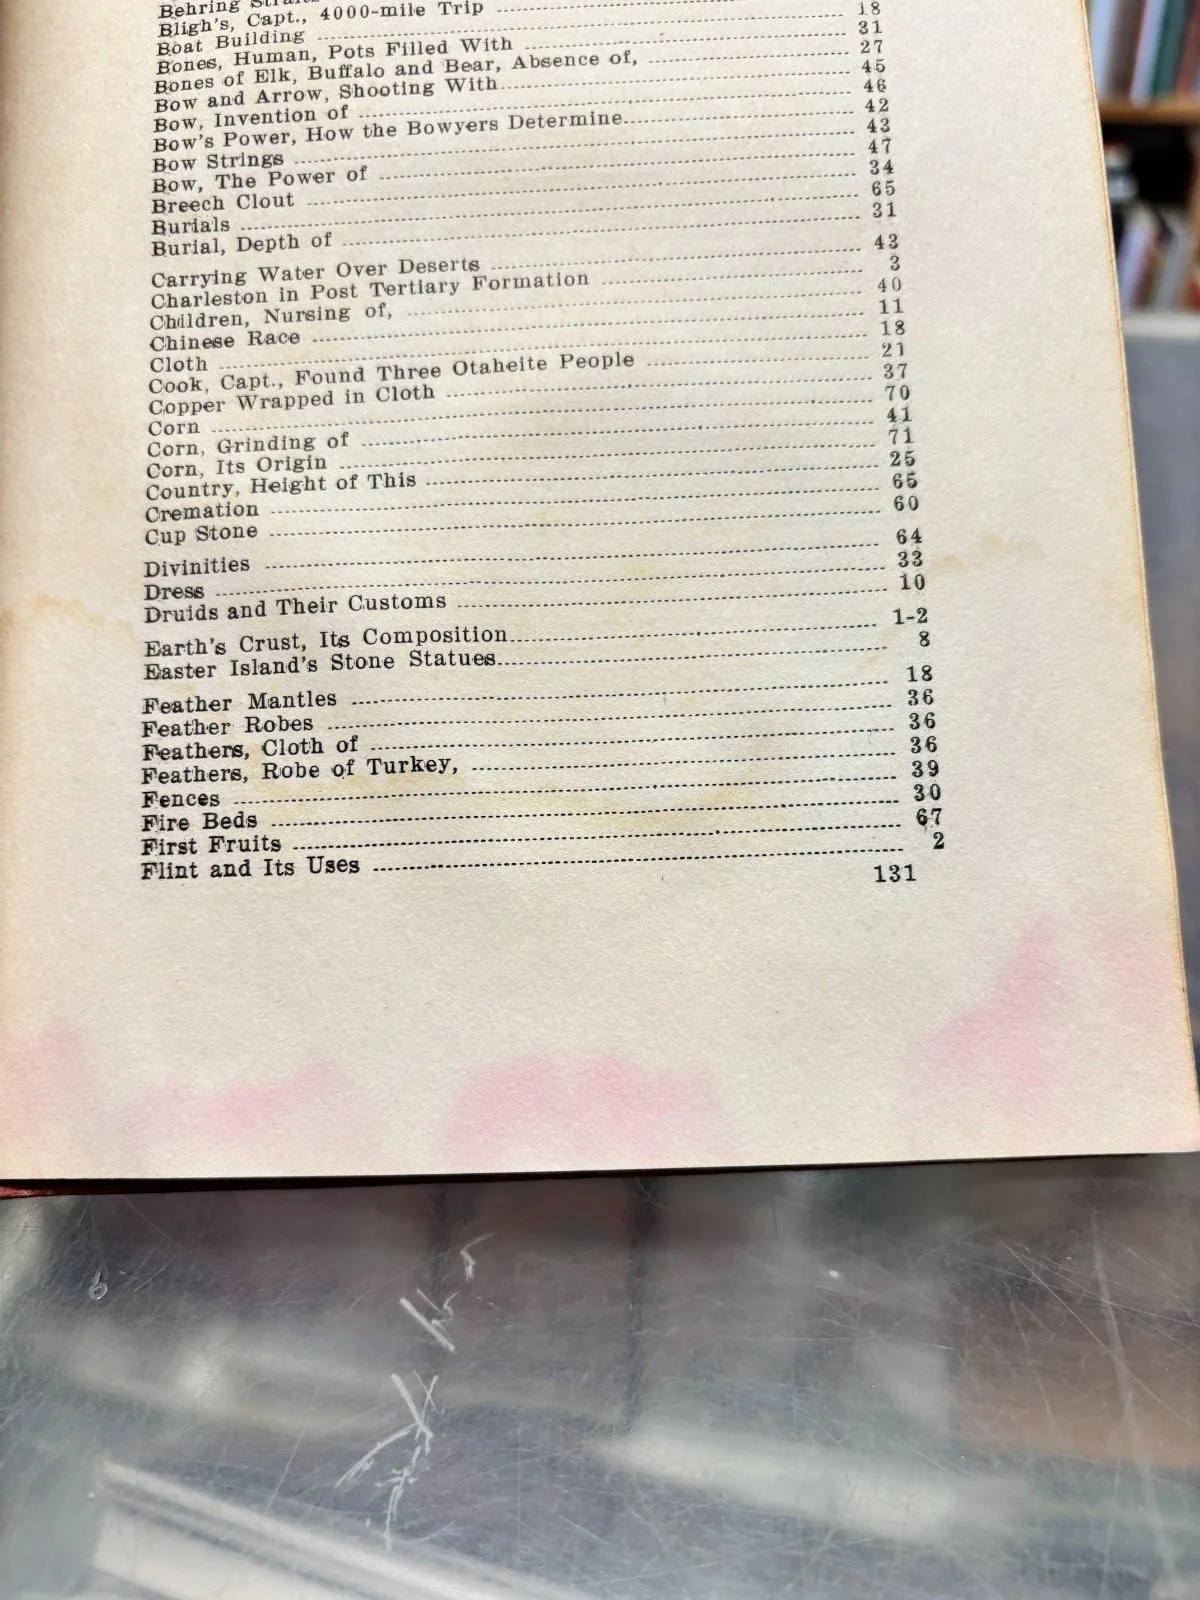 Behring
Bligh's, Capt., 4000-mile Trip
Boat Building 18
Bones, Human, Pots Filled With 31
Bones of Elk, Buffalo and Bear, Absence of, 27
Bow and Arrow, Shooting With 45
Bow, Invention of 46
Bow's Power, How the Bowyers Determine 42
Bow Strings 43
Bow, The Power of 47
Breech Clout 34
Burials 65
Burial, Depth of 31
Carrying Water Over Deserts 43
Charleston in Post Tertiary Formation 3
Children, Nursing of, 40
Chinese Race 11
Cloth 18
Cook, Capt., Found Three Otaheite People 21
Copper Wrapped in Cloth 37
Corn 70
Corn, Grinding of 41
Corn, Its Origin 71
Country, Height of This 25
Cremation 65
Cup Stone 60
Divinities 64
Dress 33
Druids and Their Customs 10
Earth's Crust, Its Composition 1-2
Easter Island's Stone Statues 8
Feather Mantles 18
Feather Robes 36
Feathers, Cloth of 36
Feathers, Robe of Turkey, 36
Fences 39
Fire Beds 30
First Fruits 67
Flint and Its Uses 2
131